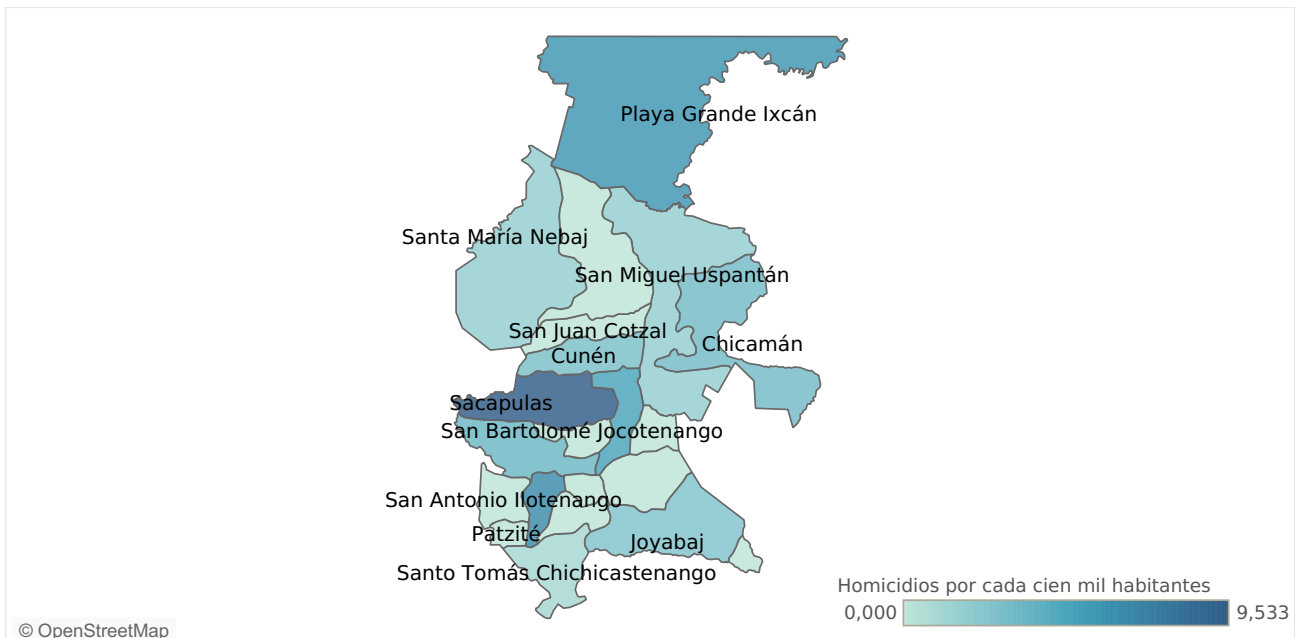 Playa Grande Ixcán
Santa María Nebaj
San Miguel Uspantán
San Juan Cotzal
Chicamán
Cunén
Sacapulas
San Bartolomé Jocotenango
San Antonio Ilotenango
Patzité
Joyabaj
Santo Tomás Chichicastenango
Homicidios por cada cien mil habitantes
0,000 9,533
© OpenStreetMap